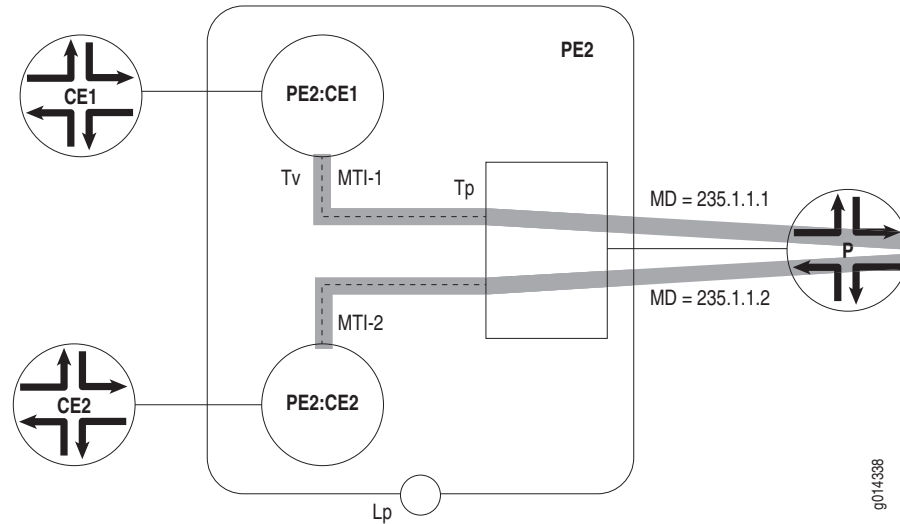 PE2
CE1
PE2:CE1
Tv
MTI-1
Tp
MD = 235.1.1.1
P
MD = 235.1.1.2
MTI-2
CE2
PE2:CE2
Lp
g014338